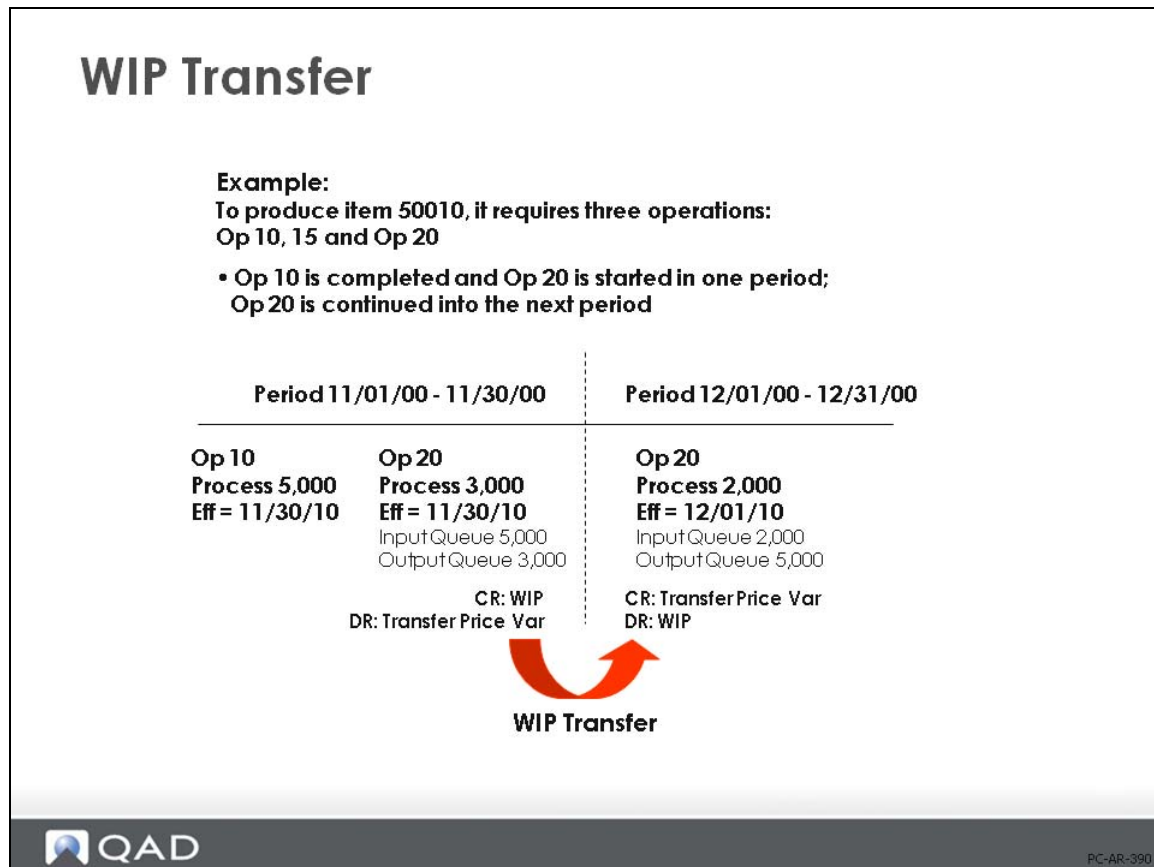 WIP Transfer
Example:
To produce item 50010, it requires three operations:
Op 10, 15 and Op 20
• Op 10 is completed and Op 20 is started in one period;
Op 20 is continued into the next period
Period 11/01/00 - 11/30/00
Period 12/01/00 - 12/31/00
Op 10
Process 5,000
Eff = 11/30/10
Op 20
Process 3,000
Eff = 11/30/10
Input Queue 5,000
Output Queue 3,000
CR: WIP
DR: Transfer Price Var
Op 20
Process 2,000
Eff = 12/01/10
Input Queue 2,000
Output Queue 5,000
CR: Transfer Price Var
DR: WIP
WIP Transfer
QAD
PC-AR-390